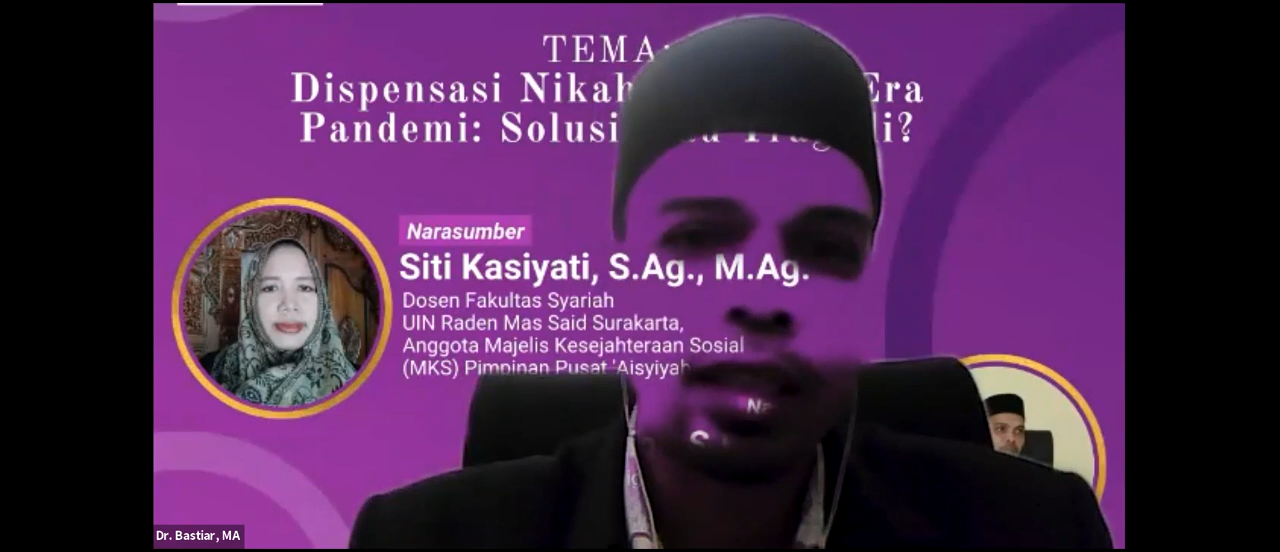 TEMA:
Dispensasi Nikah Era
Pandemi: Solusi
Narasumber
Siti Kasiyati, S.Ag., M.Ag.
Dosen Fakultas Syariah
UIN Raden Mas Said Surakarta,
Anggota Majelis Kesejahteraan Sosial
(MKS) Pimpinan Pusat 'Aisyiyah
Dr. Bastiar, MA